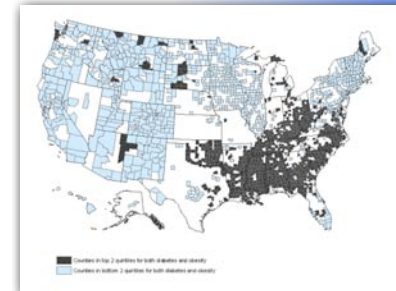 Counties in top 2 quintiles for both diabetes and obesity
Counties in bottom 2 quintiles for both diabetes and obesity